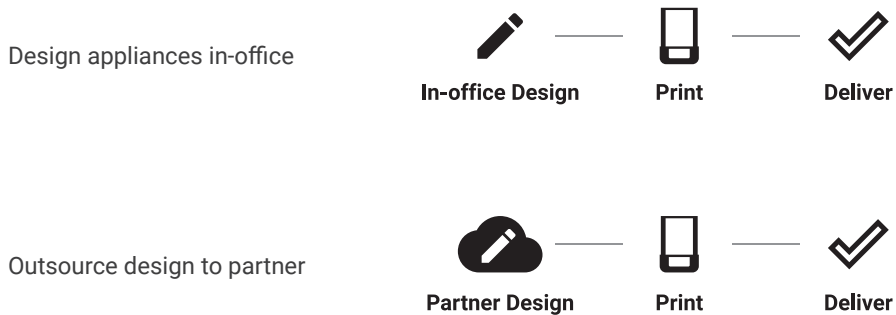 Design appliances in-office
In-office Design
Print
Deliver
Outsource design to partner
Partner Design
Print
Deliver